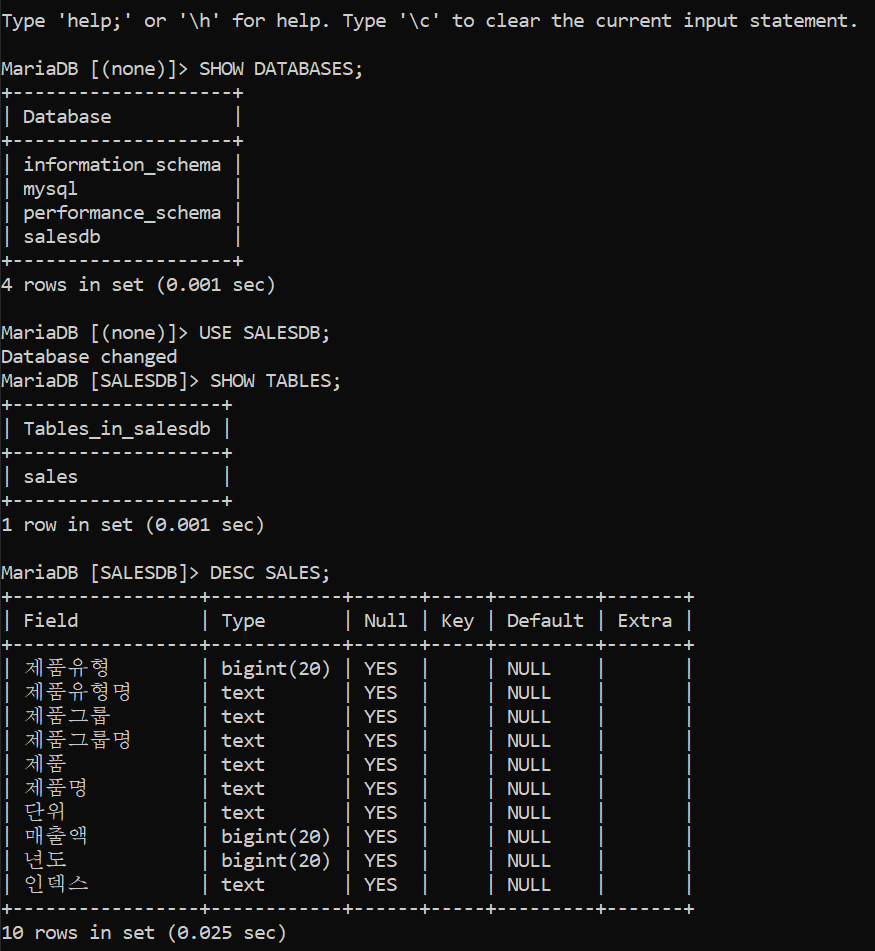 Type 'help;' or '\h' for help. Type '\c' to clear the current input statement.
MariaDB [(none)]> SHOW DATABASES;
+--------------------+
| Database           |
+--------------------+
| information_schema |
| mysql              |
| performance_schema |
| salesdb            |
+--------------------+
4 rows in set (0.001 sec)
MariaDB [(none)]> USE SALESDB;
Database changed
MariaDB [SALESDB]> SHOW TABLES;
+-------------------+
| Tables_in_salesdb |
+-------------------+
| sales             |
+-------------------+
1 row in set (0.001 sec)
MariaDB [SALESDB]> DESC SALES;
+-----------------+------------+------+-----+---------+-------+
| Field           | Type       | Null | Key | Default | Extra |
+-----------------+------------+------+-----+---------+-------+
| 제품유형        | bigint(20) | YES  |     | NULL    |       |
| 제품유형명      | text       | YES  |     | NULL    |       |
| 제품그룹        | text       | YES  |     | NULL    |       |
| 제품그룹명      | text       | YES  |     | NULL    |       |
| 제품            | text       | YES  |     | NULL    |       |
| 제품명          | text       | YES  |     | NULL    |       |
| 단위            | text       | YES  |     | NULL    |       |
| 매출액          | bigint(20) | YES  |     | NULL    |       |
| 년도            | bigint(20) | YES  |     | NULL    |       |
| 인덱스          | text       | YES  |     | NULL    |       |
+-----------------+------------+------+-----+---------+-------+
10 rows in set (0.025 sec)